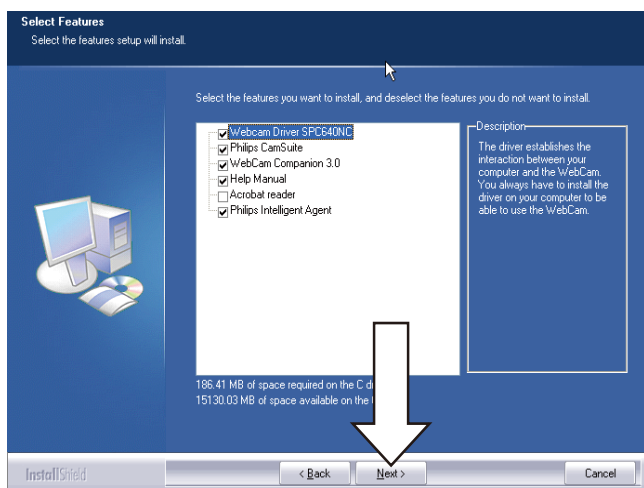 Select Features
Select the features setup will install.
Select the features you want to install, and deselect the features you do not want to install.
Webcam Driver SPC640NC
Philips CamSuite
WebCam Companion 3.0
Help Manual
Acrobat reader
Philips Intelligent Agent
Description
The driver establishes the
interaction between your
computer and the WebCam.
You always have to install the
driver on your computer to be
able to use the WebCam.
186.41 MB of space required on the C
15130.03 MB of space available on the
InstallShield
< Back
Next >
Cancel